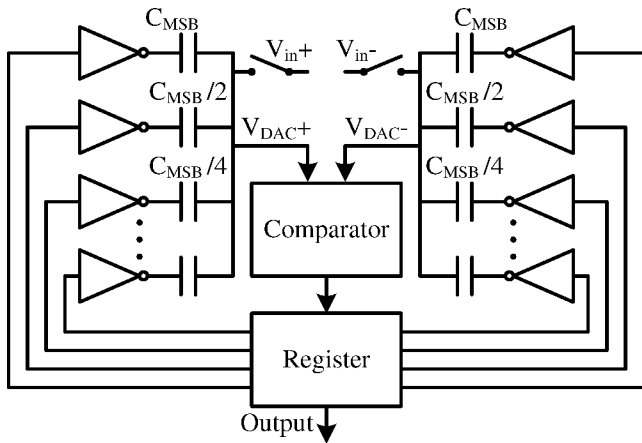 C_MSB
V_in+
V_in-
C_MSB
C_MSB/2
C_MSB/2
V_DAC+
V_DAC-
C_MSB/4
C_MSB/4
Comparator
Register
Output